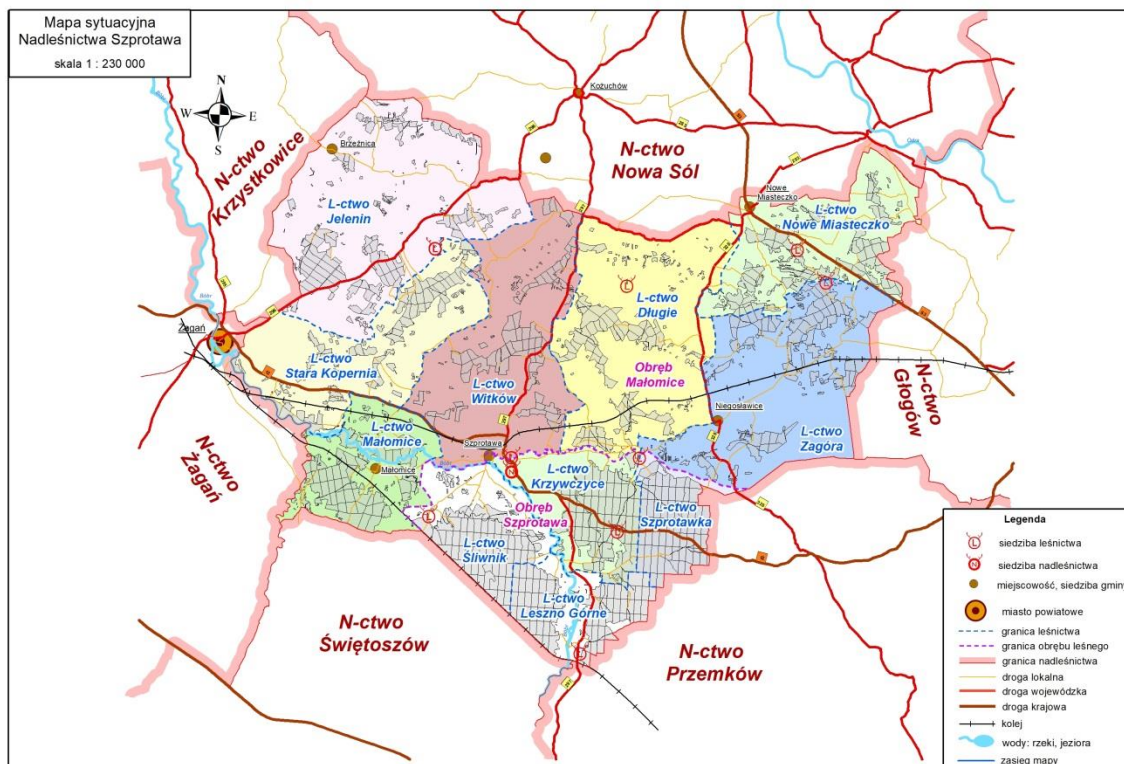 Mapa sytuacyjna
Nadleśnictwa Szprotawa
skala 1 : 230 000
N
W
E
S
Kożuchów
Brzeźnica
N-ctwo
Krzystkowice
N-ctwo
Nowa Sól
L-ctwo
Jelenin
Nowe
Miasteczko
L-ctwo
Nowe Miasteczko
L-ctwo
Długie
Żagań
L-ctwo
Stara Kopernia
L-ctwo
Witków
Obręb
Małomice
N-ctwo
Głogów
Niegosławice
L-ctwo
Małomice
Szprotawa
L-ctwo
Zagóra
Małomice
L-ctwo
Krzywczyce
N-ctwo
Żagań
Obręb
Szprotawa
L-ctwo
Szprotawka
L-ctwo
Śliwnik
L-ctwo
Leszno Górne
N-ctwo
Świętoszów
N-ctwo
Przemków
Legenda
siedziba leśnictwa
siedziba nadleśnictwa
miejscowość, siedziba gminy
miasto powiatowe
granica leśnictwa
granica obrębu leśnego
granica nadleśnictwa
droga lokalna
droga wojewódzka
droga krajowa
kolej
wody: rzeki, jeziora
zasięg mapy